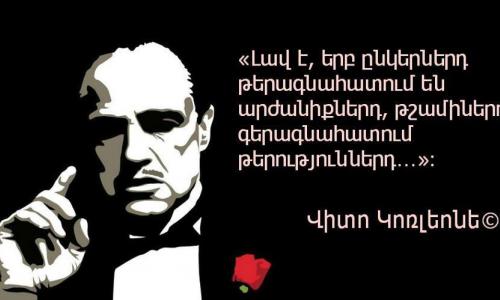 «Լավ է, երբ ընկերներդ
թերագնահատում են
արժանիքներդ, թշամիներդ
գերագնահատում
թերություններդ...»:
Վիտո Կոռլեոնե©